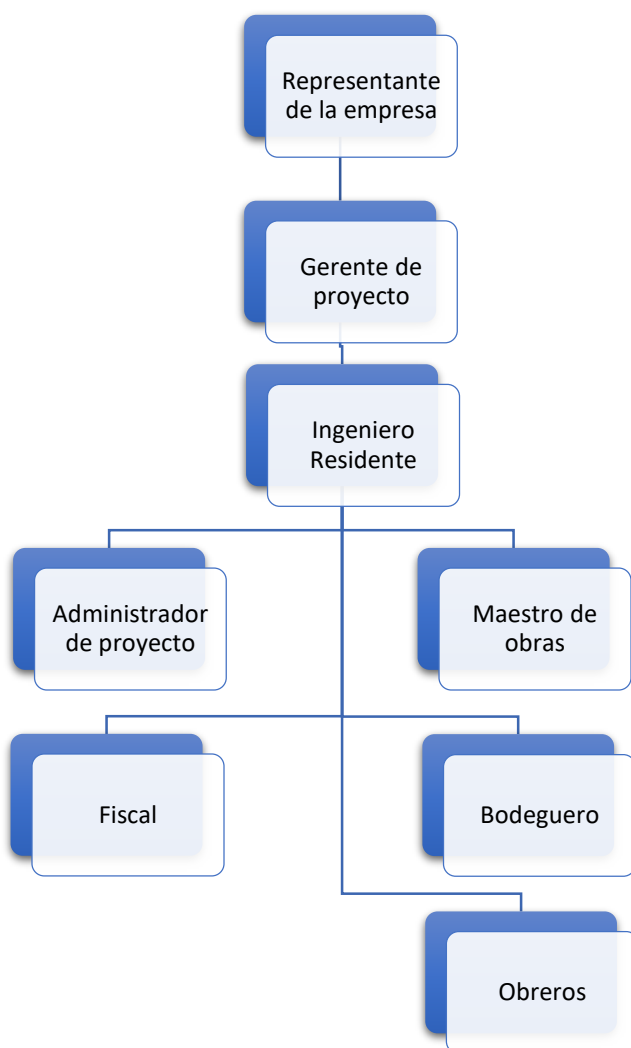 Representante
de la empresa
Gerente de
proyecto
Ingeniero
Residente
Administrador
de proyecto
Maestro de
obras
Fiscal
Bodeguero
Obreros